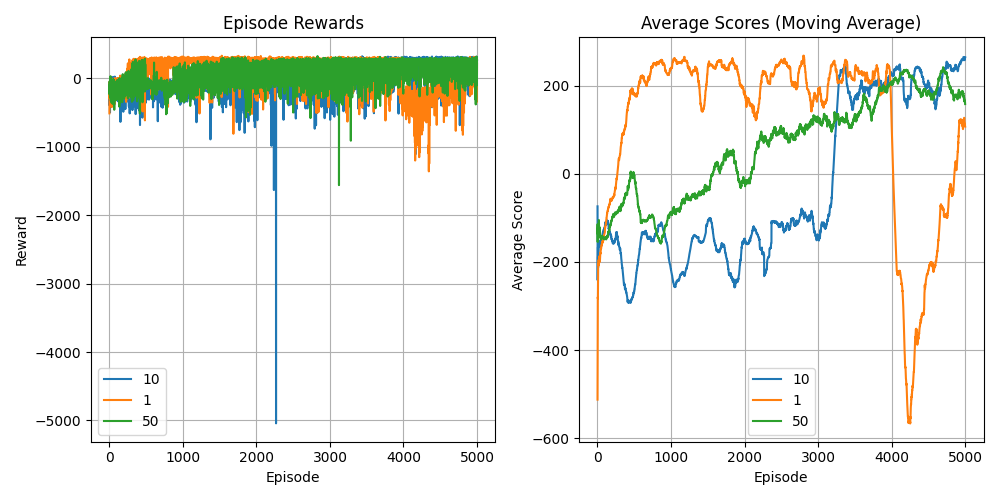 Episode Rewards
Reward
0
−1000
−2000
−3000
−4000
−5000
10
1
50
0 1000 2000 3000 4000 5000
Episode
Average Scores (Moving Average)
Average Score
200
0
−200
−400
−600
10
1
50
0 1000 2000 3000 4000 5000
Episode